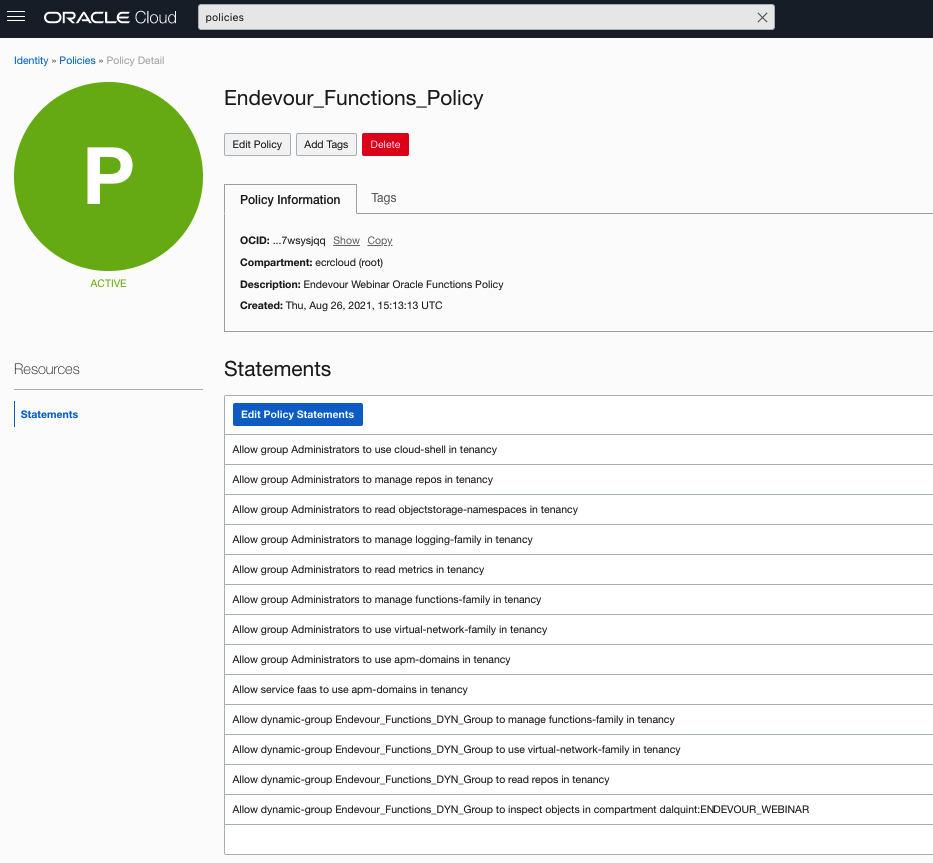 ORACLE Cloud
policies
Identity » Policies » Policy Detail
P
ACTIVE
Endevour_Functions_Policy
Edit Policy Add Tags Delete
Policy Information Tags
OCID: ...7wsysjqq Show Copy
Compartment: ecrcloud (root)
Description: Endevour Webinar Oracle Functions Policy
Created: Thu, Aug 26, 2021, 15:13:13 UTC
Resources
Statements
Statements
Edit Policy Statements
Allow group Administrators to use cloud-shell in tenancy
Allow group Administrators to manage repos in tenancy
Allow group Administrators to read objectstorage-namespaces in tenancy
Allow group Administrators to manage logging-family in tenancy
Allow group Administrators to read metrics in tenancy
Allow group Administrators to manage functions-family in tenancy
Allow group Administrators to use virtual-network-family in tenancy
Allow group Administrators to use apm-domains in tenancy
Allow service faas to use apm-domains in tenancy
Allow dynamic-group Endevour_Functions_DYN_Group to manage functions-family in tenancy
Allow dynamic-group Endevour_Functions_DYN_Group to use virtual-network-family in tenancy
Allow dynamic-group Endevour_Functions_DYN_Group to read repos in tenancy
Allow dynamic-group Endevour_Functions_DYN_Group to inspect objects in compartment dalquint:ENDEVOUR_WEBINAR